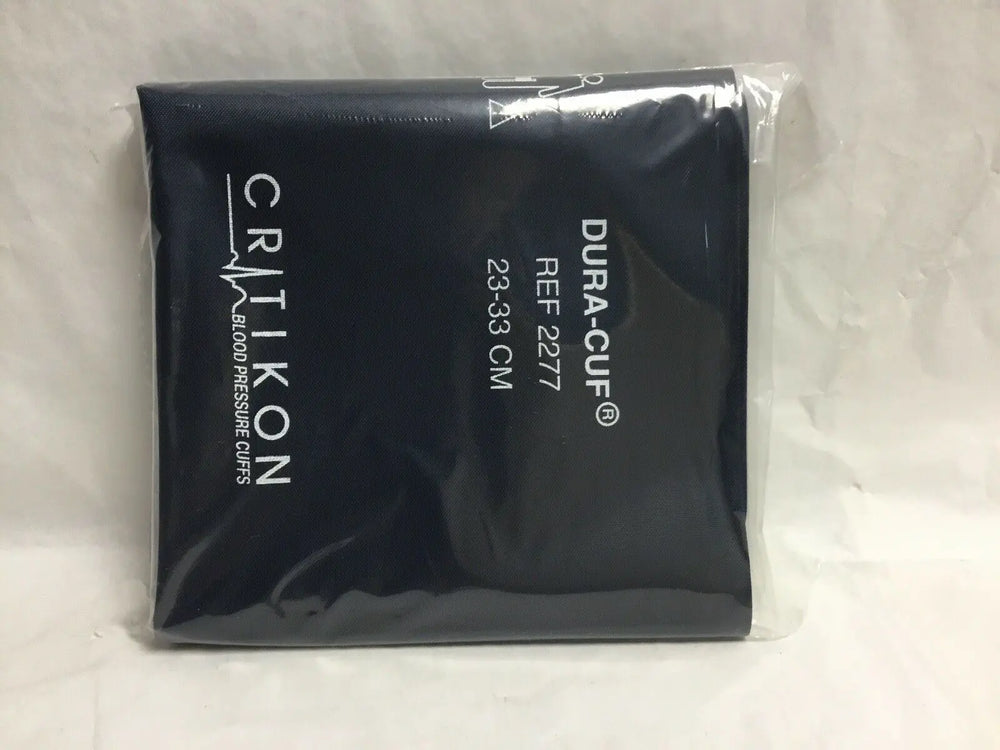 DURA-CUF®
REF 2277
23-33 CM
CRITIKON
BLOOD PRESSURE CUFFS